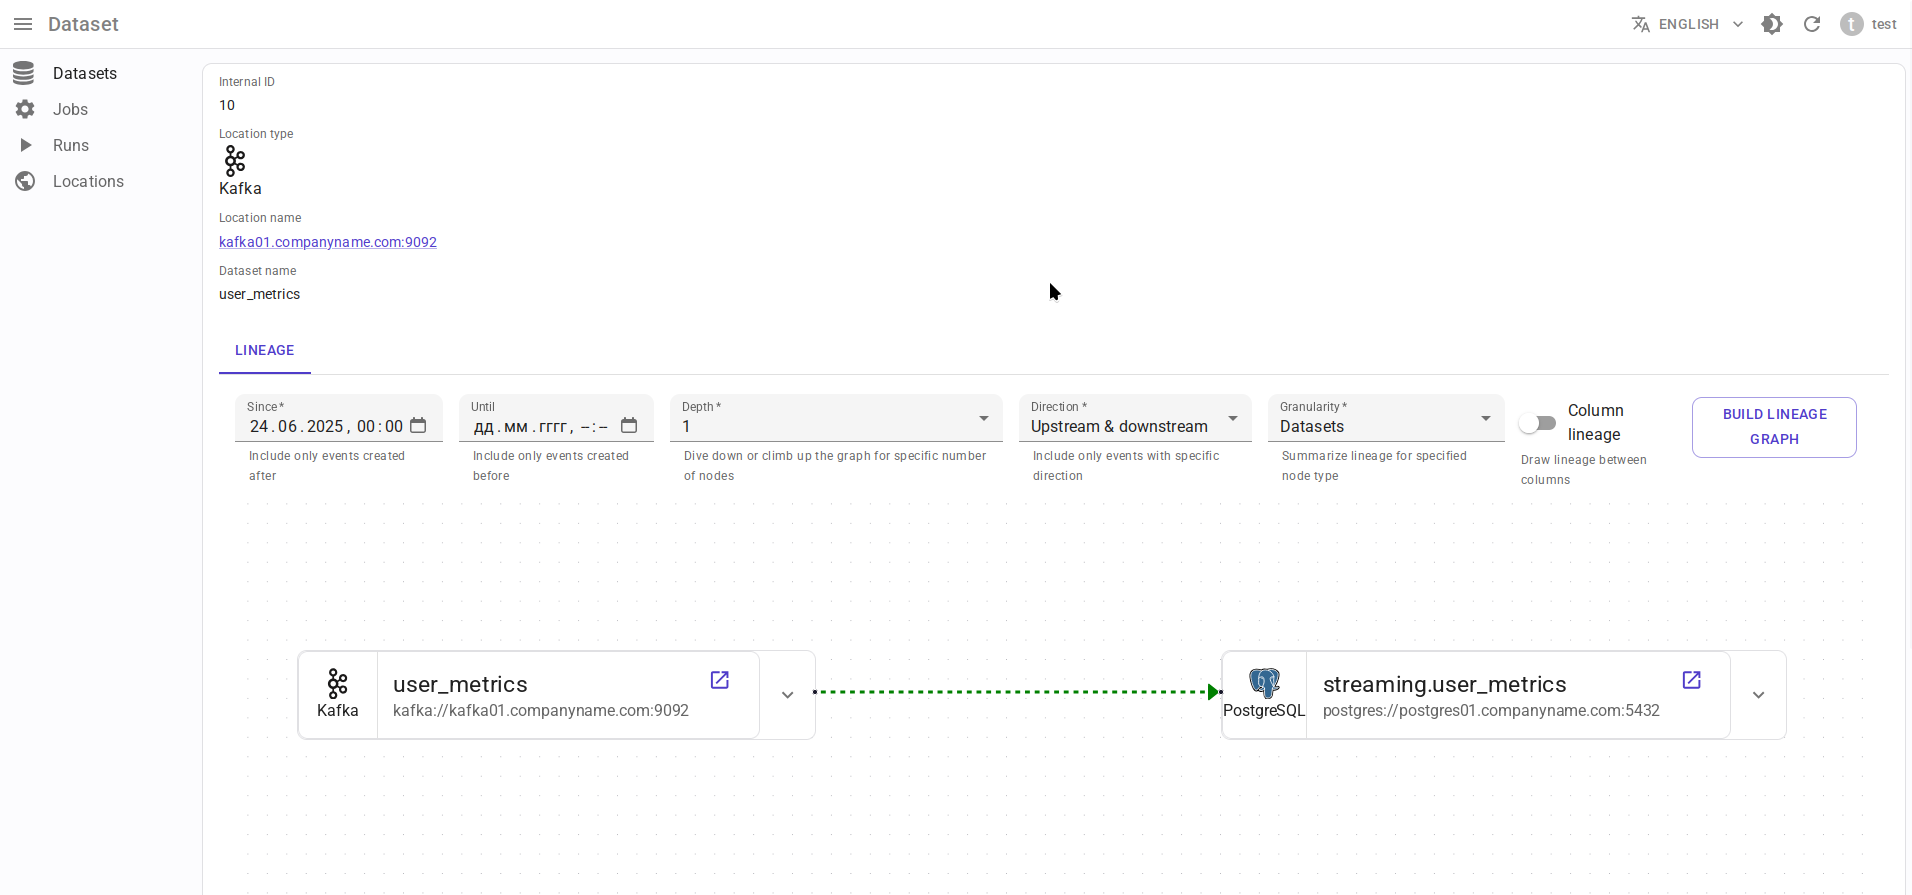 Dataset
ENGLISH
t
test
Datasets
Jobs
Runs
Locations
Internal ID
10
Location type
Kafka
Location name
kafka01.companyname.com:9092
Dataset name
user_metrics
LINEAGE
Since *
24.06.2025, 00:00
Include only events created
after
Until
дд.мм.гггг, --:--
Include only events created
before
Depth *
1
Dive down or climb up the graph for specific number
of nodes
Direction *
Upstream & downstream
Include only events with specific
direction
Granularity *
Datasets
Summarize lineage for specified
node type
Column
lineage
Draw lineage between
columns
BUILD LINEAGE
GRAPH
Kafka
user_metrics
kafka://kafka01.companyname.com:9092
PostgreSQL
streaming.user_metrics
postgres://postgres01.companyname.com:5432